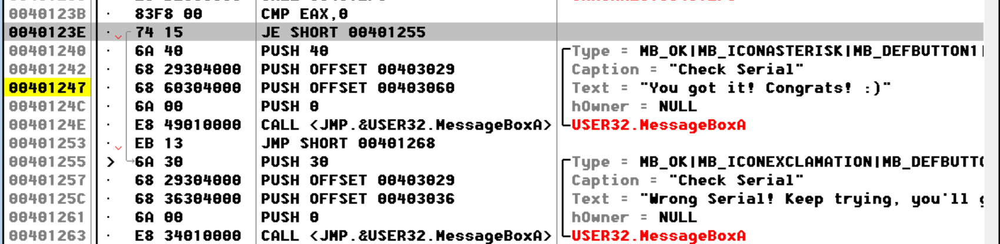 0040123B · 83F8 00 CMP EAX,0
0040123E · 74 15 JE SHORT 00401255
00401240 · 6A 40 PUSH 40 Type = MB_OK|MB_ICONASTERISK|MB_DEFBUTTON1|
00401242 · 68 29304000 PUSH OFFSET 00403029 Caption = "Check Serial"
00401247 · 68 60304000 PUSH OFFSET 00403060 Text = "You got it! Congrats! :)"
0040124C · 6A 00 PUSH 0 hOwner = NULL
0040124E · E8 49010000 CALL <JMP.&USER32.MessageBoxA> USER32.MessageBoxA
00401253 · EB 13 JMP SHORT 00401268
00401255 > 6A 30 PUSH 30 Type = MB_OK|MB_ICONEXCLAMATION|MB_DEFBUTTO
00401257 · 68 29304000 PUSH OFFSET 00403029 Caption = "Check Serial"
0040125C · 68 36304000 PUSH OFFSET 00403036 Text = "Wrong Serial! Keep trying, you'll
00401261 · 6A 00 PUSH 0 hOwner = NULL
00401263 · E8 34010000 CALL <JMP.&USER32.MessageBoxA> USER32.MessageBoxA